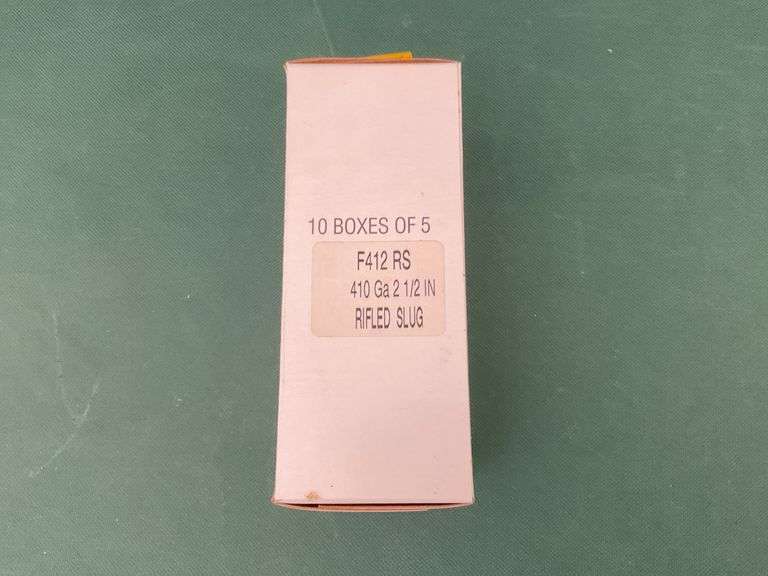 10 BOXES OF 5
F412 RS
410 Ga 2 1/2 IN
RIFLED SLUG